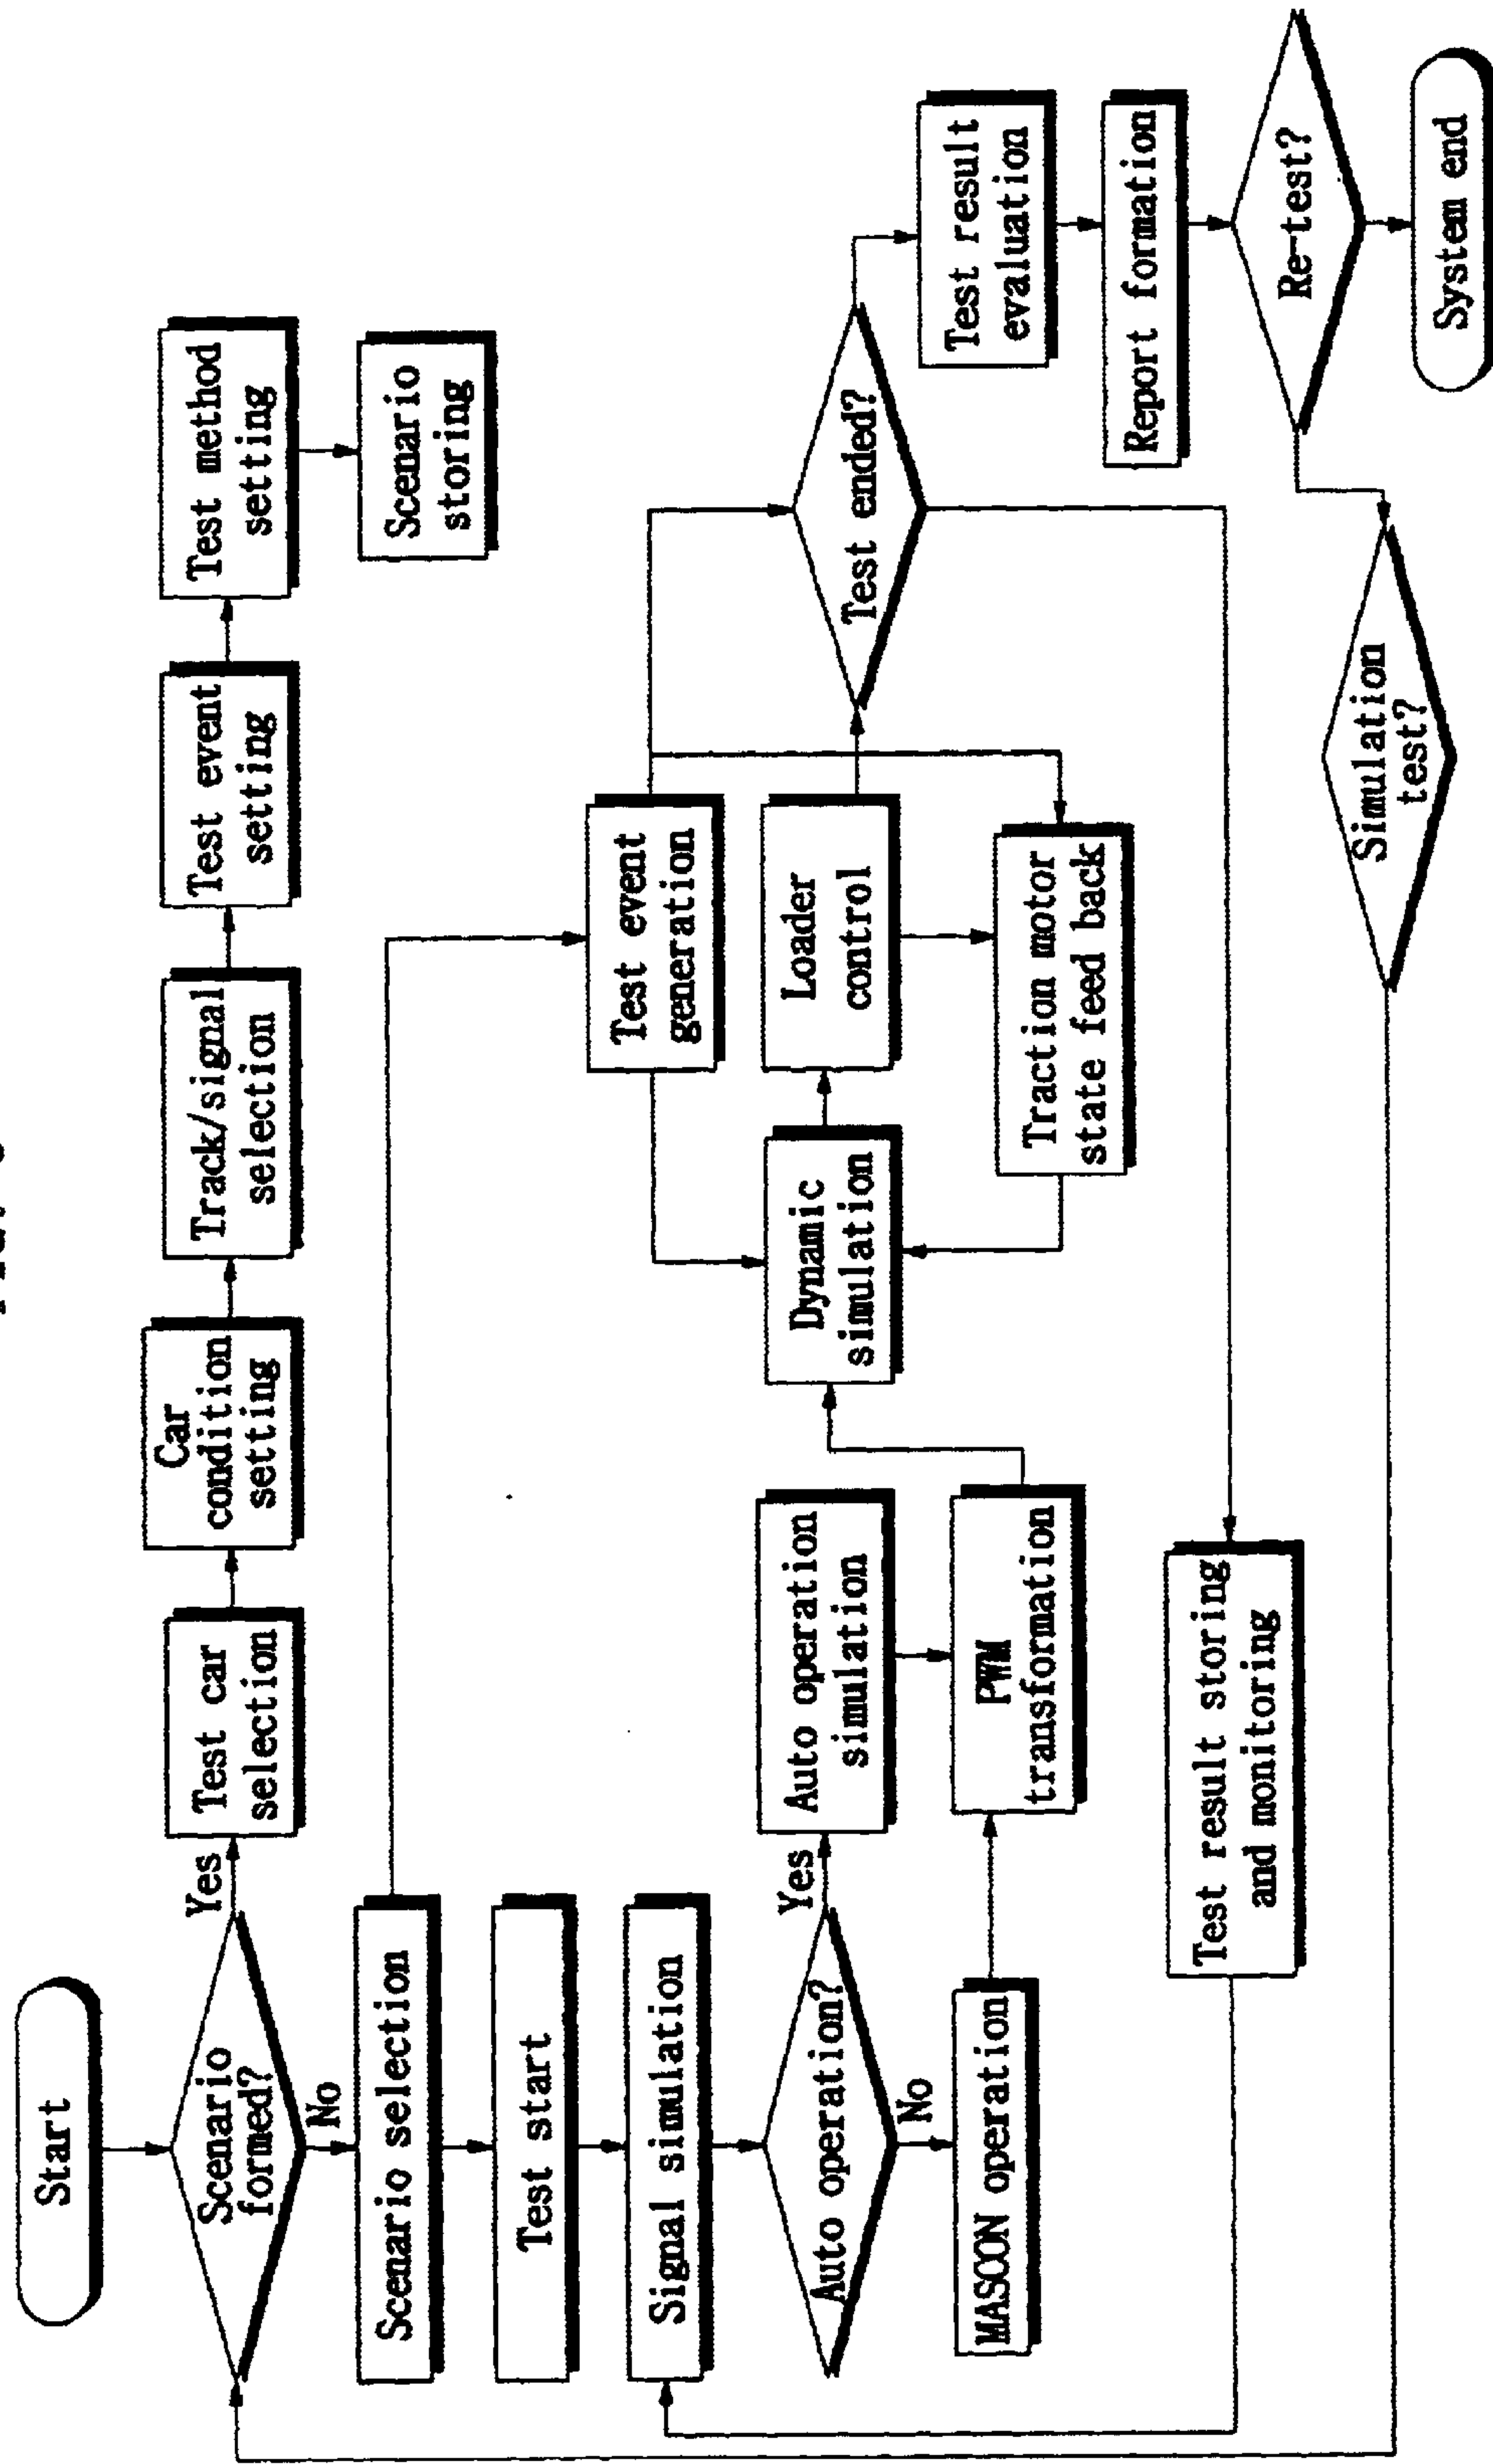 Start
Scenario
formed?
Yes
No
Test car
selection
Car
condition
setting
Track/signal
selection
Test event
setting
Test method
setting
Scenario
storing
Scenario selection
Test start
Signal simulation
Auto operation?
Yes
No
Auto operation
simulation
MASCON operation
PWM
transformation
Test event
generation
Dynamic
simulation
Loader
control
Traction motor
state feed back
Test ended?
Test result storing
and monitoring
Test result
evaluation
Report formation
Re-test?
Simulation
test?
System end